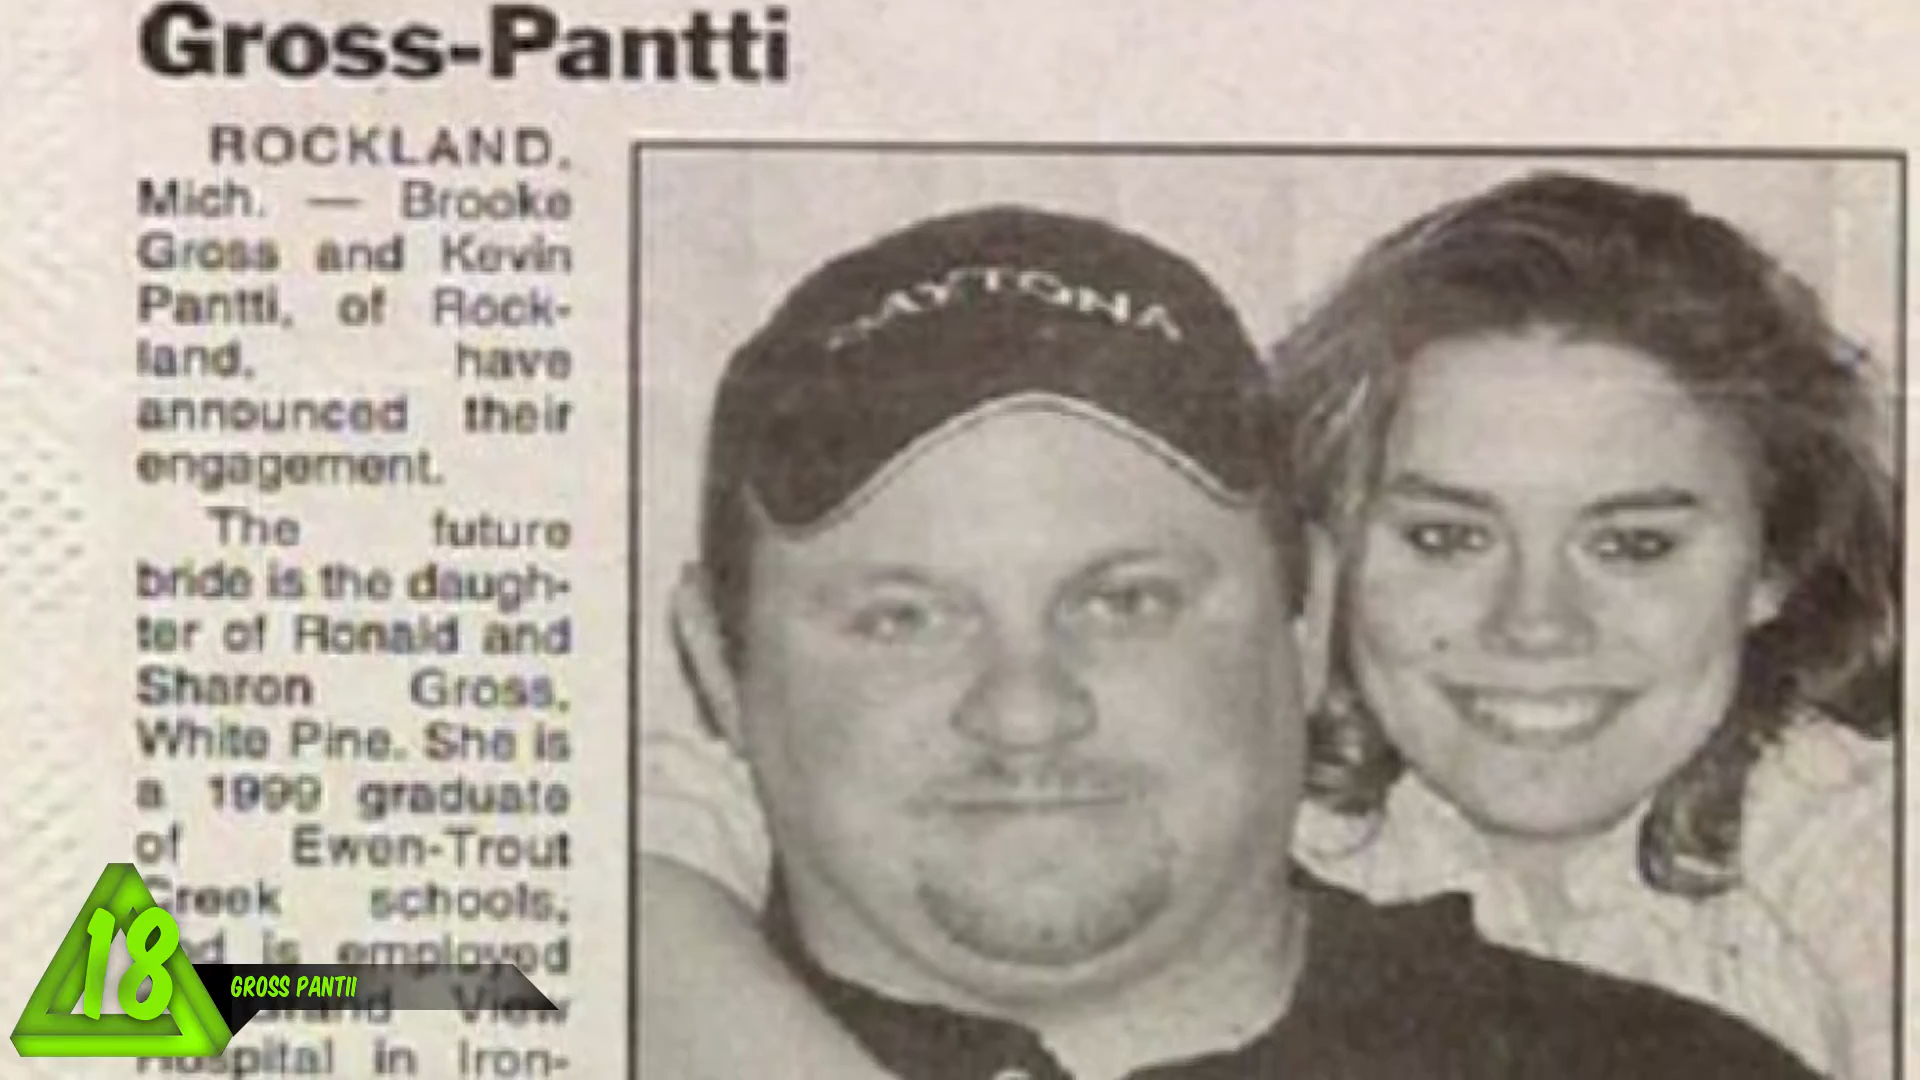 Gross-Pantti
ROCKLAND,
Mich. — Brooke
Gross and Kevin
Pantti, of Rock-
land, have
announced their
engagement.
The future
bride is the daugh-
ter of Ronald and
Sharon Gross,
White Pine. She is
a 1999 graduate
of Ewen-Trout
Creek schools,
is employed
View
Hospital in Iron-
DAYTONA
18
GROSS PANTII